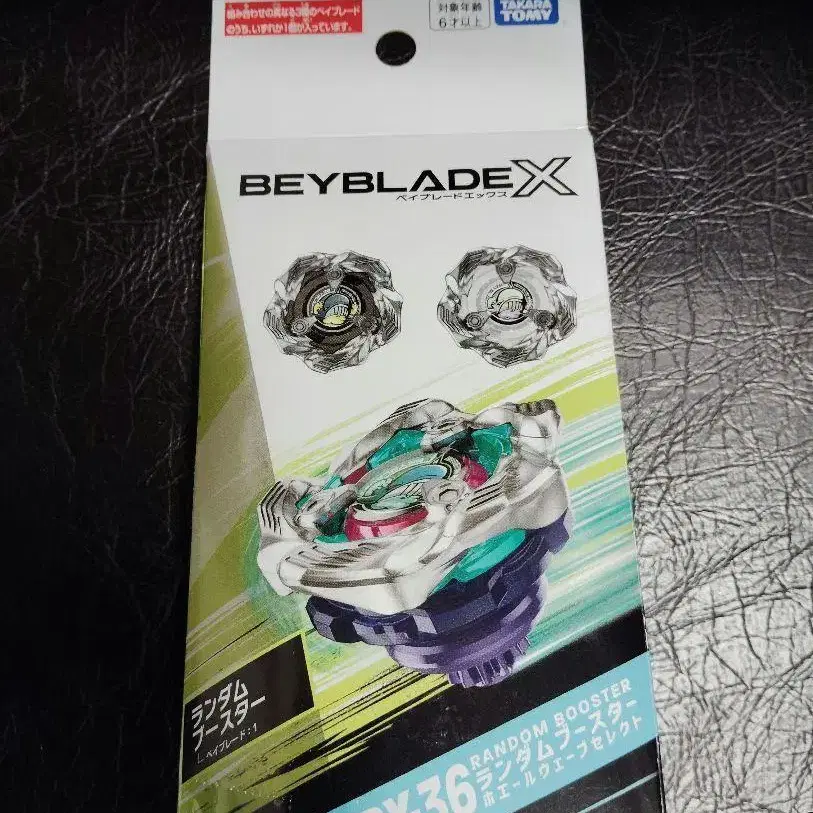 組み合わせの異なる3種のベイブレード
のうち、いずれか1個が入っています。
対象年齢
6才以上
TAKARA
TOMY
BEYBLADE X
ベイブレードエックス
ランダム
ブースター
ベイブレード:1
X-36
RANDOM BOOSTER
ランダムブースター
ホエールウェーブセレクト